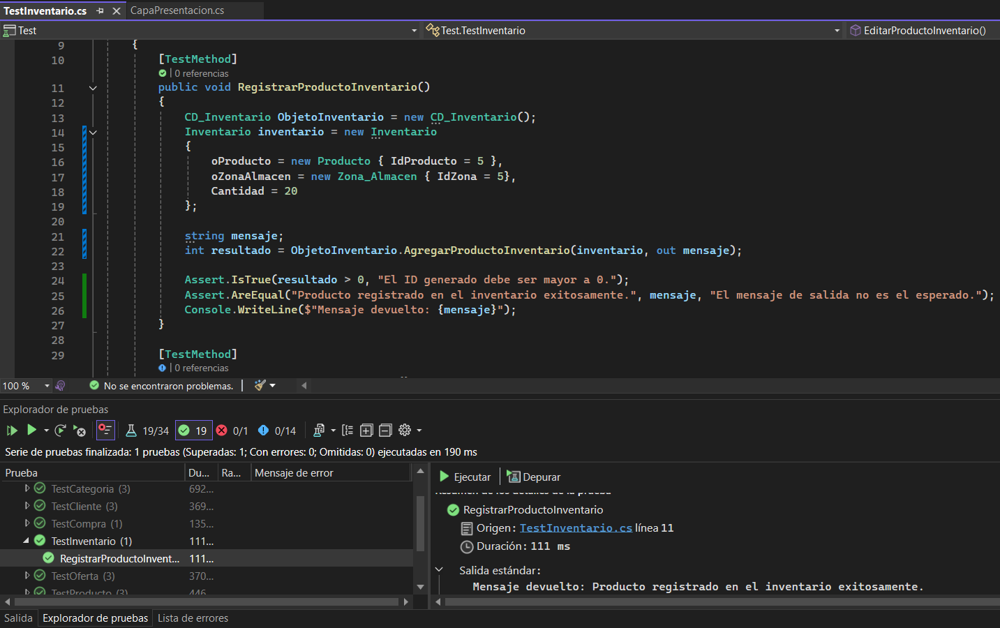 TestInventario.cs CapaPresentacion.cs
Test Test.TestInventario EditarProductoInventario()
9 {
10 [TestMethod]
| 0 referencias
11 public void RegistrarProductoInventario()
12 {
13 CD_Inventario ObjetoInventario = new CD_Inventario();
14 Inventario inventario = new Inventario
15 {
16 oProducto = new Producto { IdProducto = 5 },
17 oZonaAlmacen = new Zona_Almacen { IdZona = 5},
18 Cantidad = 20
19 };
20
21 string mensaje;
22 int resultado = ObjetoInventario.AgregarProductoInventario(inventario, out mensaje);
23
24 Assert.IsTrue(resultado > 0, "El ID generado debe ser mayor a 0.");
25 Assert.AreEqual("Producto registrado en el inventario exitosamente.", mensaje, "El mensaje de salida no es el esperado.");
26 Console.WriteLine($"Mensaje devuelto: {mensaje}");
27 }
28
29 [TestMethod]
| 0 referencias
100 % No se encontraron problemas.
Explorador de pruebas
19/34 19 0/1 0/14
Serie de pruebas finalizada: 1 pruebas (Superadas: 1; Con errores: 0; Omitidas: 0) ejecutadas en 190 ms
Prueba Du... Ra... Mensaje de error
TestCategoria (3) 692...
TestCliente (3) 369...
TestCompra (1) 135...
TestInventario (1) 111...
RegistrarProductoInvent... 111...
TestOferta (3) 370...
TestProducto (3) 446
Ejecutar Depurar
Resumen de los detalles de la prueba
RegistrarProductoInventario
Origen: TestInventario.cs línea 11
Duración: 111 ms
Salida estándar:
Mensaje devuelto: Producto registrado en el inventario exitosamente.
Salida Explorador de pruebas Lista de errores